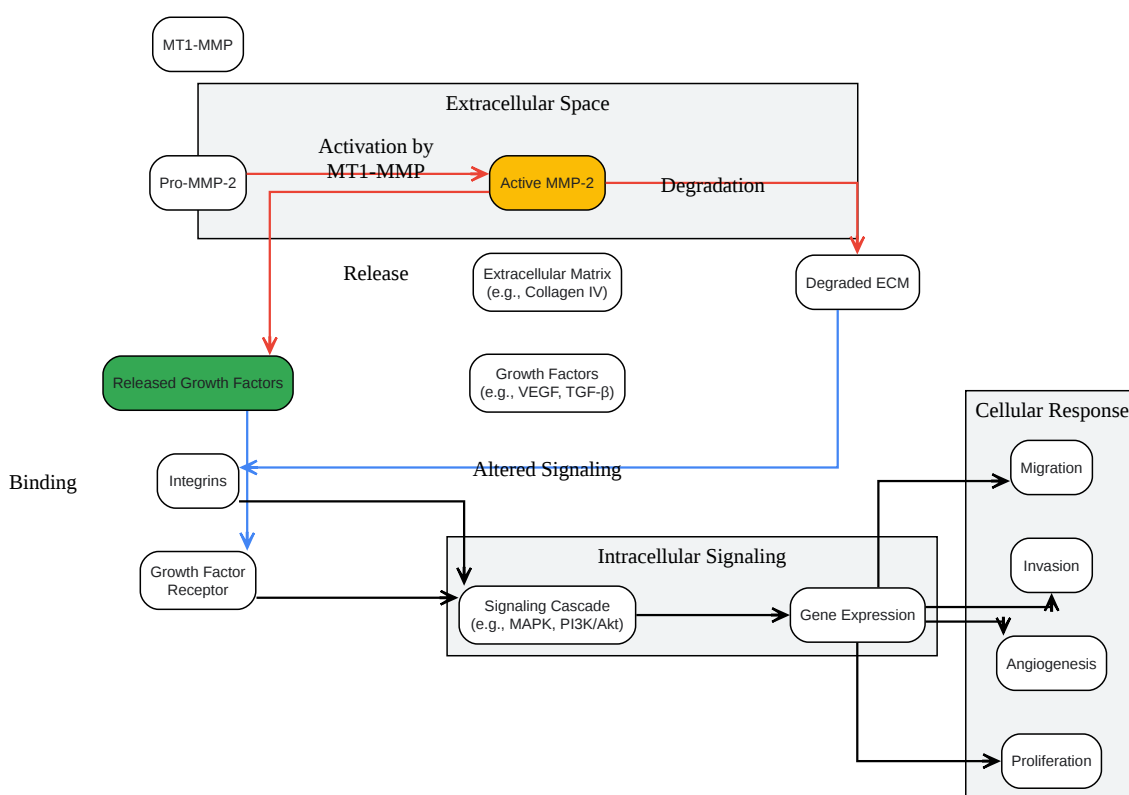 MT1-MMP
Extracellular Space
Activation by
MT1-MMP
Pro-MMP-2
Active MMP-2
Degradation
Release
Extracellular Matrix
(e.g., Collagen IV)
Degraded ECM
Released Growth Factors
Growth Factors
(e.g., VEGF, TGF-β)
Cellular Response
Binding
Integrins
Altered Signaling
Migration
Growth Factor
Receptor
Intracellular Signaling
Invasion
Signaling Cascade
(e.g., MAPK, PI3K/Akt)
Gene Expression
Angiogenesis
Proliferation